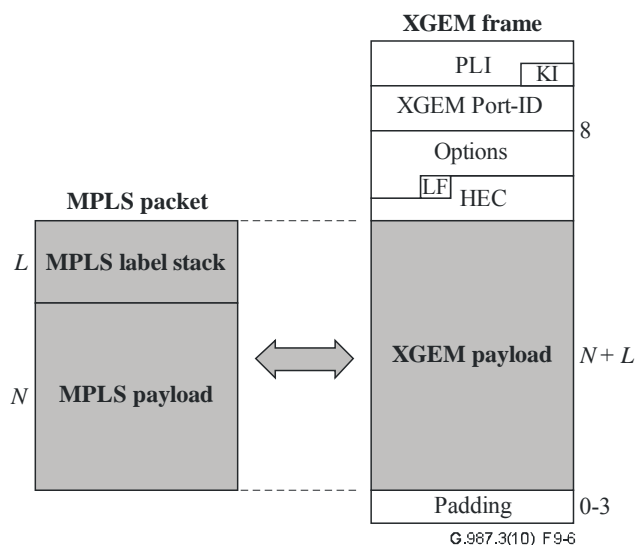 XGEM frame
PLI
KI
XGEM Port-ID
8
Options
LF
HEC
MPLS packet
L
MPLS label stack
N
MPLS payload
XGEM payload
N + L
Padding
0-3
G.987.3(10)_F9-6